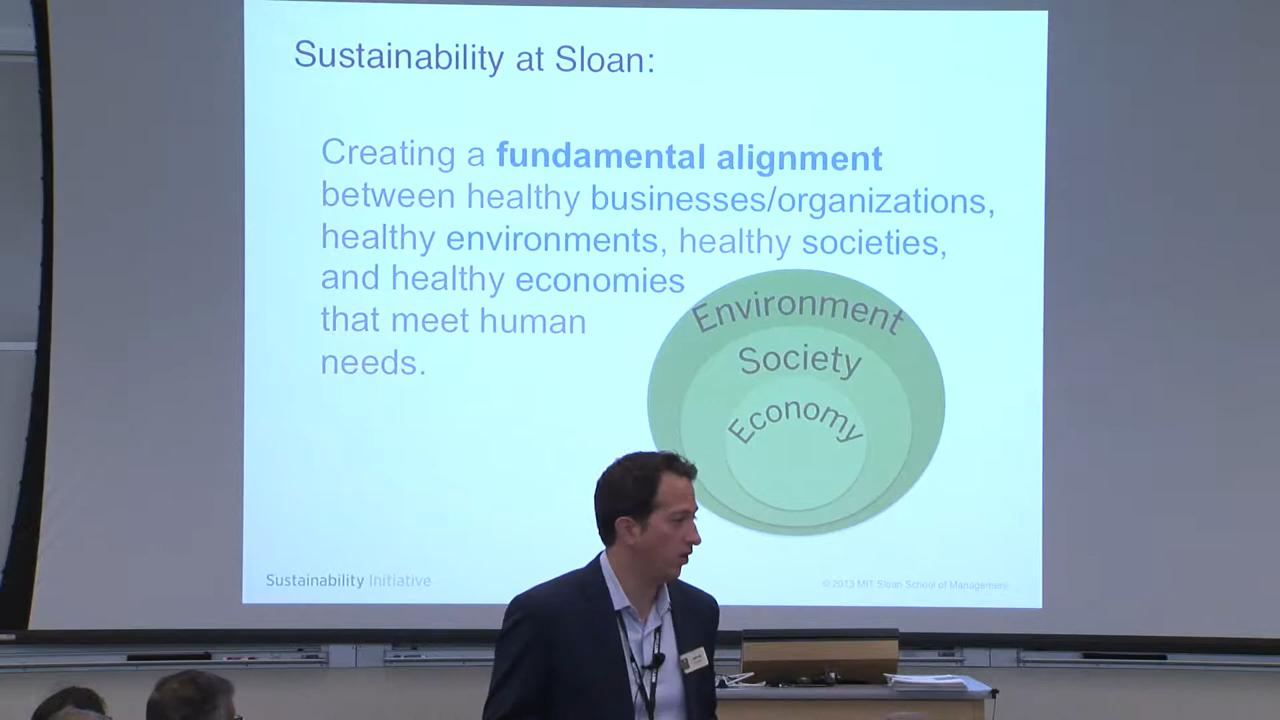 Sustainability at Sloan:
Creating a fundamental alignment
between healthy businesses/organizations,
healthy environments, healthy societies,
and healthy economies
that meet human
needs.
Environment
Society
Economy
Sustainability Initiative
© 2013 MIT Sloan School of Management